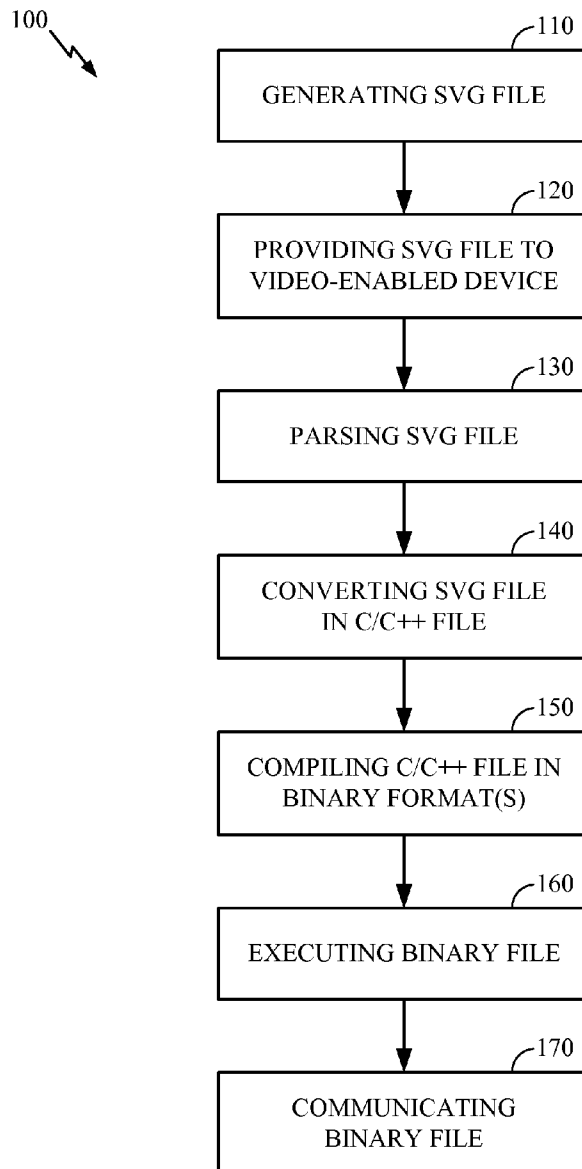 100
110
GENERATING SVG FILE
120
PROVIDING SVG FILE TO
VIDEO-ENABLED DEVICE
130
PARSING SVG FILE
140
CONVERTING SVG FILE
IN C/C++ FILE
150
COMPILING C/C++ FILE IN
BINARY FORMAT(S)
160
EXECUTING BINARY FILE
170
COMMUNICATING
BINARY FILE